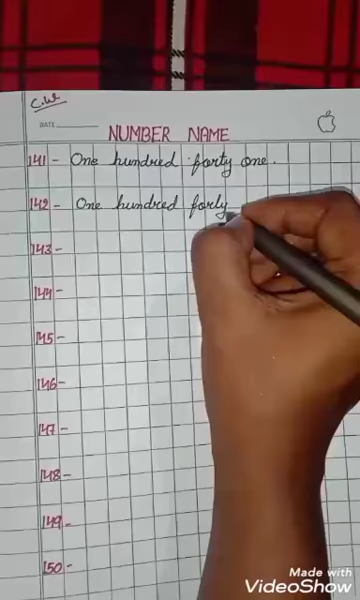 C.W
DATE
NUMBER NAME
141 - One hundred forty one.
142 - One hundred forty
143 -
144 -
145 -
146 -
147 -
148 -
149 -
150 -
Made with
VideoShow